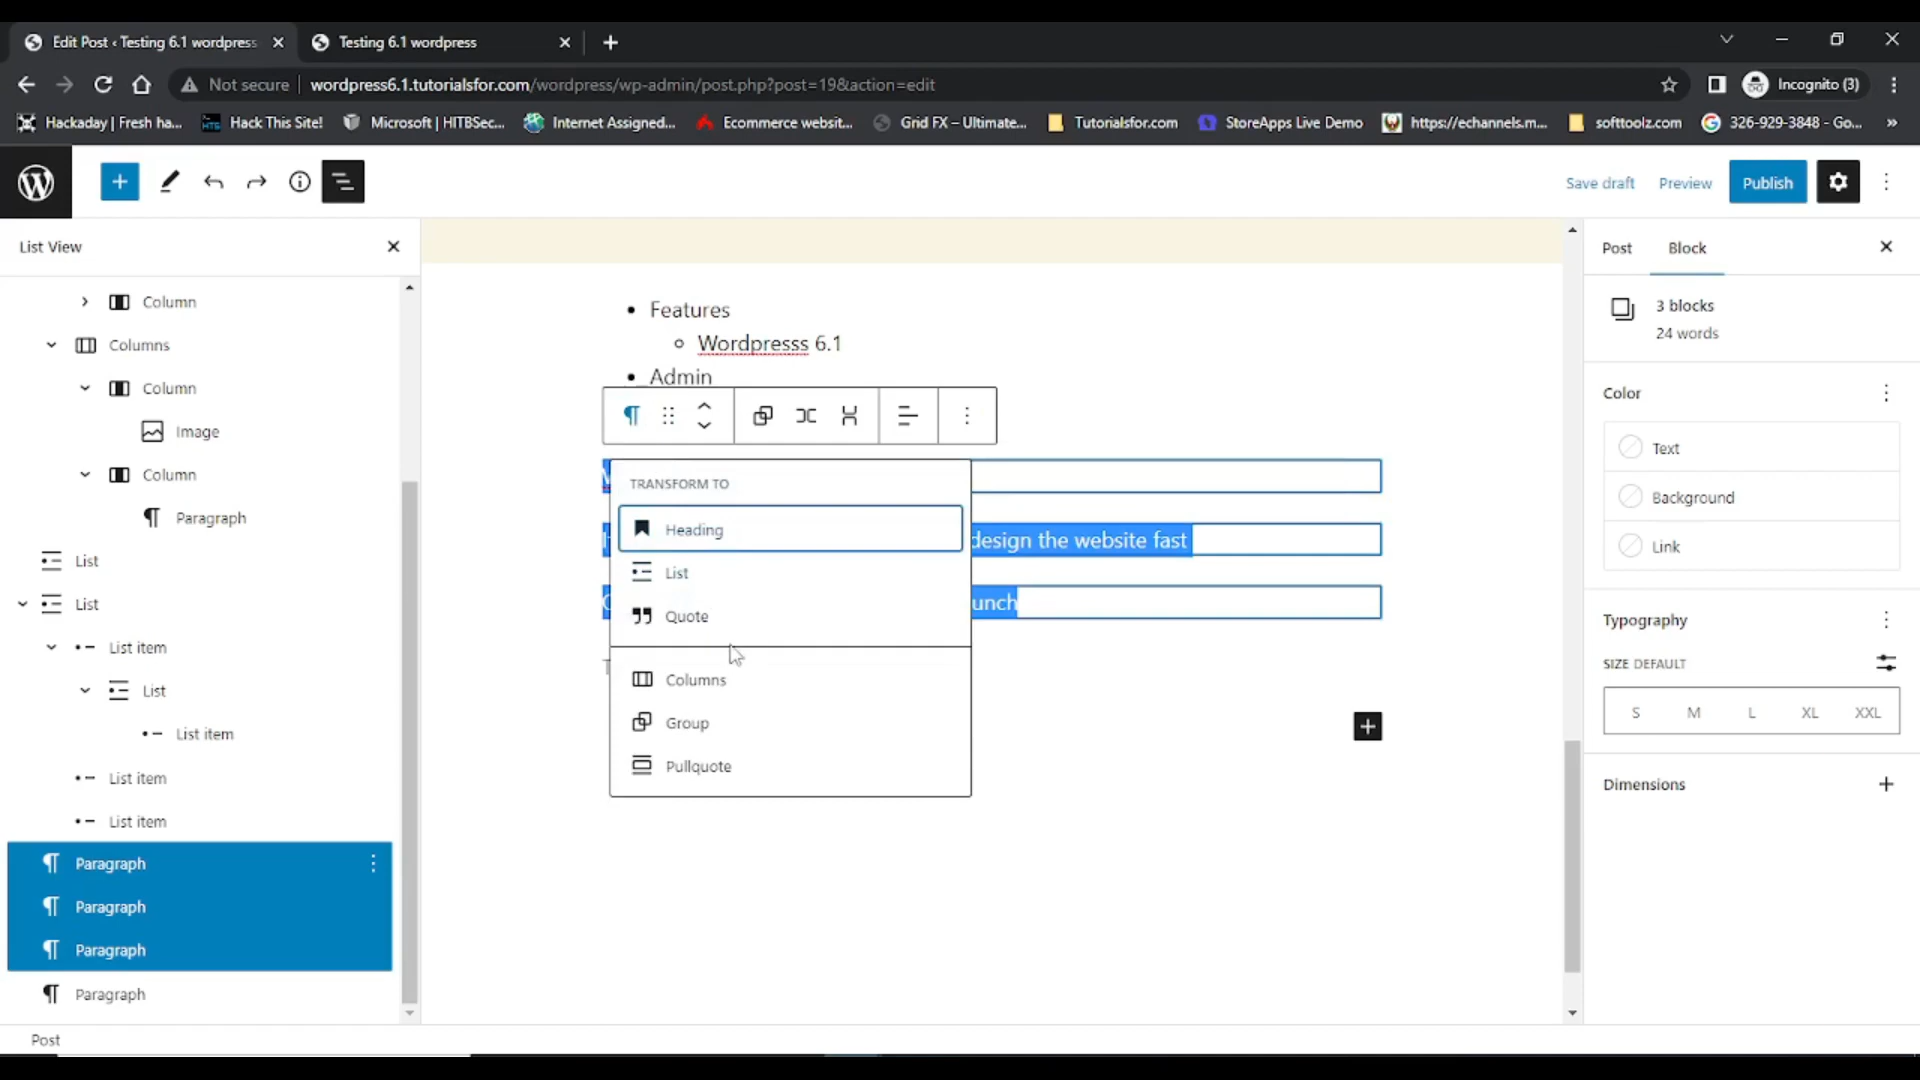 Edit Post ‹ Testing 6.1 wordpress
Testing 6.1 wordpress
Incognito (3)
Not secure
wordpress6.1.tutorialsfor.com/wordpress/wp-admin/post.php?post=19&action=edit
Hackaday | Fresh ha...
Hack This Site!
Microsoft | HITBSec...
Internet Assigned...
Ecommerce websit...
Grid FX – Ultimate...
Tutorialsfor.com
StoreApps Live Demo
https://echannels.m...
softtoolz.com
326-929-3848 - Go...
»
Save draft
Preview
Publish
List View
Column
Columns
Column
Image
Column
Paragraph
List
List
List item
List
List item
List item
List item
Paragraph
Paragraph
Paragraph
Paragraph
Features
Wordpresss 6.1
Admin
TRANSFORM TO
Heading
List
Quote
Columns
Group
Pullquote
design the website fast
unch
Post
Block
3 blocks
24 words
Color
Text
Background
Link
Typography
SIZE DEFAULT
S M L XL XXL
Dimensions
Post